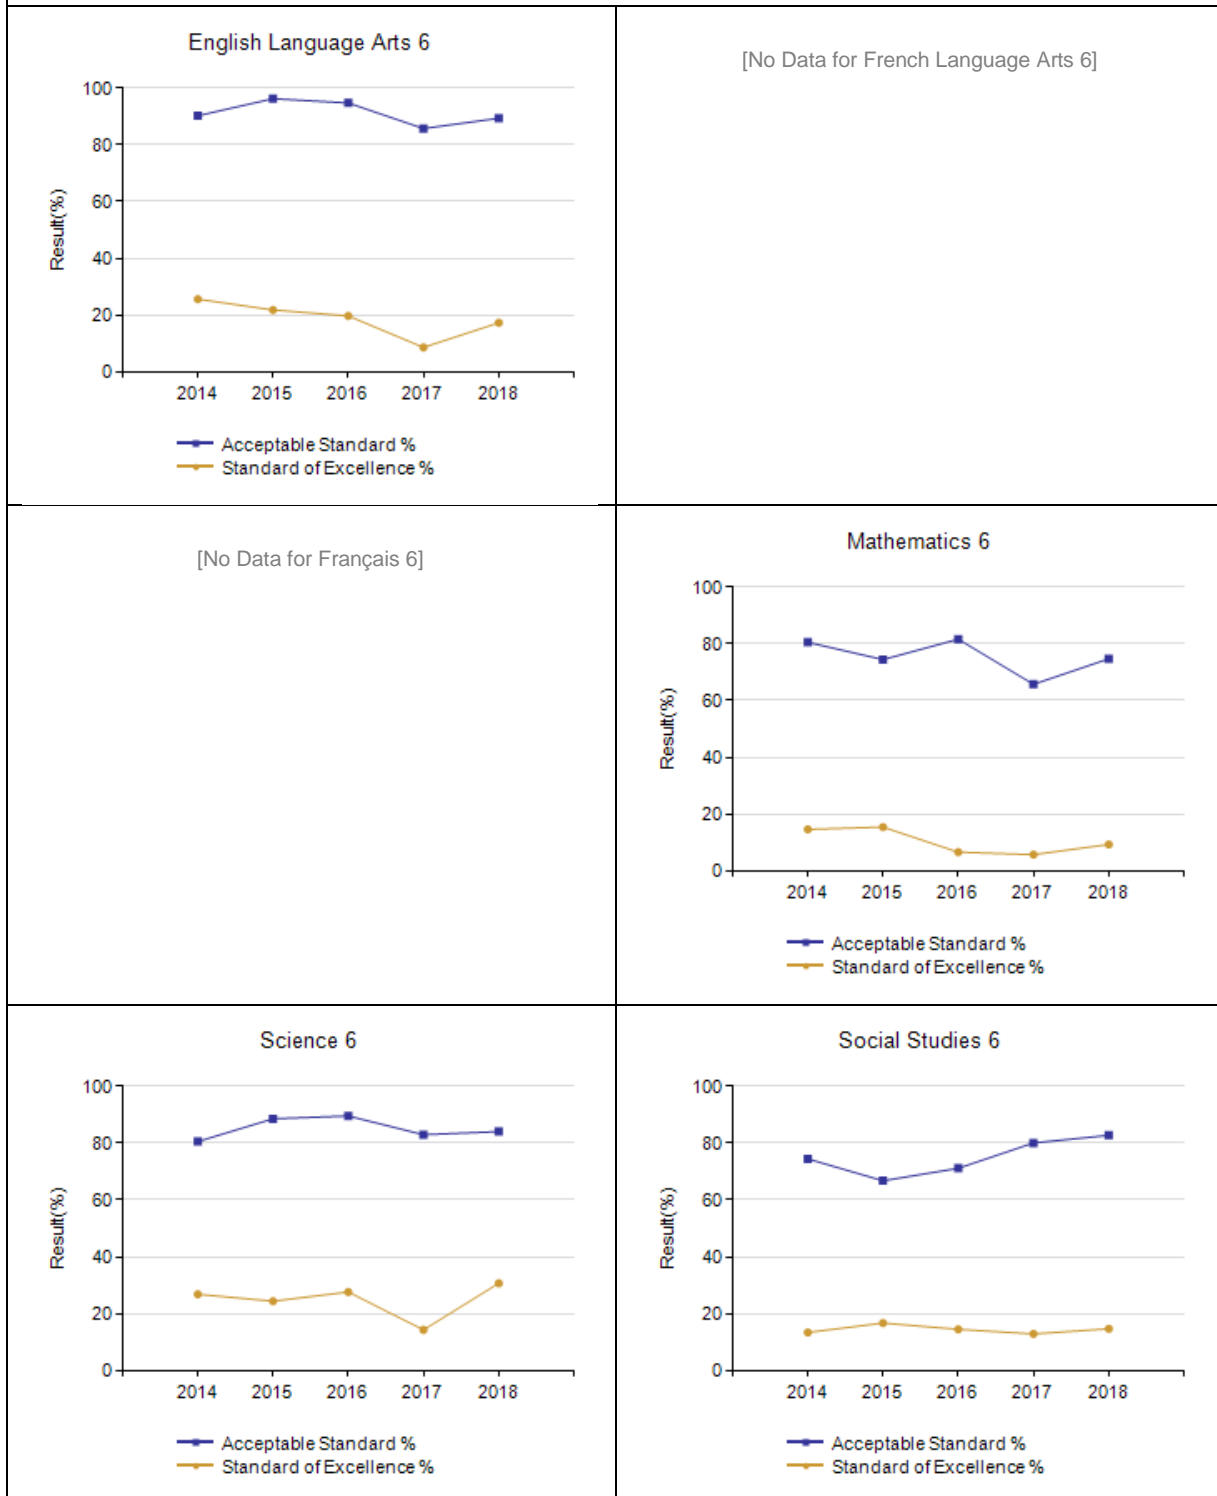 English Language Arts 6
100
80
60
40
20
0
Result(%)
2014 2015 2016 2017 2018
Acceptable Standard %
Standard of Excellence %
[No Data for French Language Arts 6]
[No Data for Français 6]
Mathematics 6
100
80
60
40
20
0
Result(%)
2014 2015 2016 2017 2018
Acceptable Standard %
Standard of Excellence %
Science 6
100
80
60
40
20
0
Result(%)
2014 2015 2016 2017 2018
Acceptable Standard %
Standard of Excellence %
Social Studies 6
100
80
60
40
20
0
Result(%)
2014 2015 2016 2017 2018
Acceptable Standard %
Standard of Excellence %